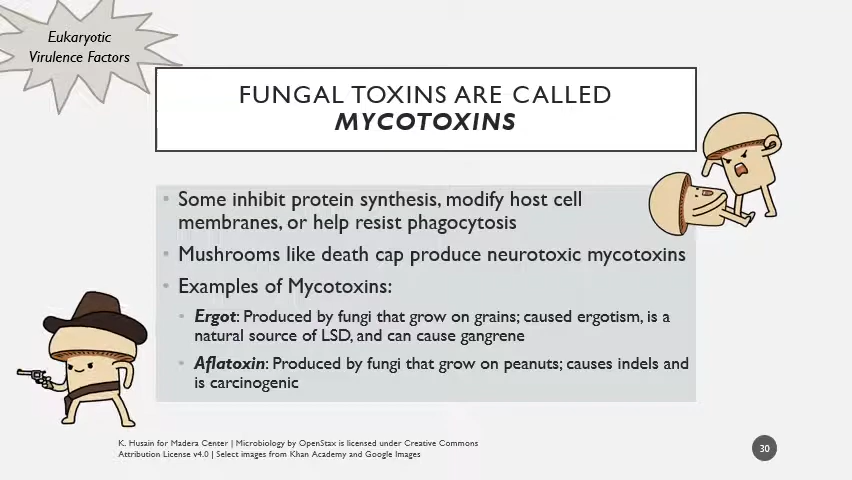 Eukaryotic
Virulence Factors
FUNGAL TOXINS ARE CALLED
MYCOTOXINS
Some inhibit protein synthesis, modify host cell
membranes, or help resist phagocytosis
Mushrooms like death cap produce neurotoxic mycotoxins
Examples of Mycotoxins:
Ergot: Produced by fungi that grow on grains; caused ergotism, is a
natural source of LSD, and can cause gangrene
Aflatoxin: Produced by fungi that grow on peanuts; causes indels and
is carcinogenic
K. Husain for Madera Center | Microbiology by OpenStax is licensed under Creative Commons
Attribution License v4.0 | Select images from Khan Academy and Google Images
30